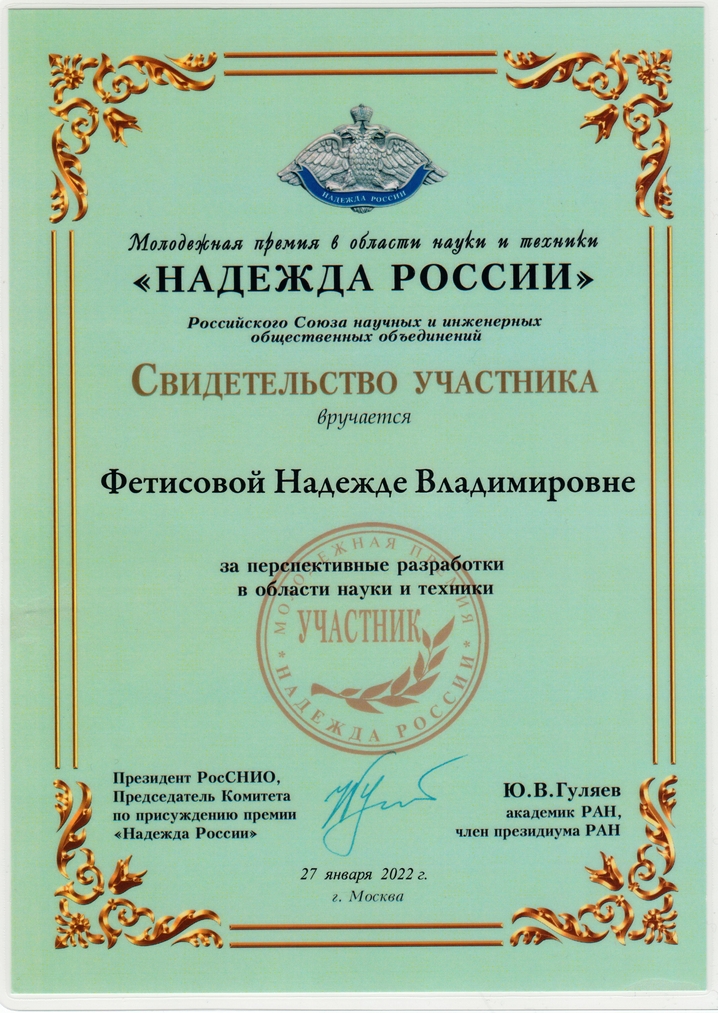 НАДЕЖДА РОССИИ
Молодежная премия в области науки и техники
«НАДЕЖДА РОССИИ»
Российского Союза научных и инженерных
общественных объединений
СВИДЕТЕЛЬСТВО УЧАСТНИКА
вручается
Фетисовой Надежде Владимировне
за перспективные разработки
в области науки и техники
МОЛОДЕЖНАЯ ПРЕМИЯ
УЧАСТНИК
* НАДЕЖДА РОССИИ *
Президент РосСНИО,
Председатель Комитета
по присуждению премии
«Надежда России»
Ю.В.Гуляев
академик РАН,
член президиума РАН
27 января 2022 г.
г. Москва